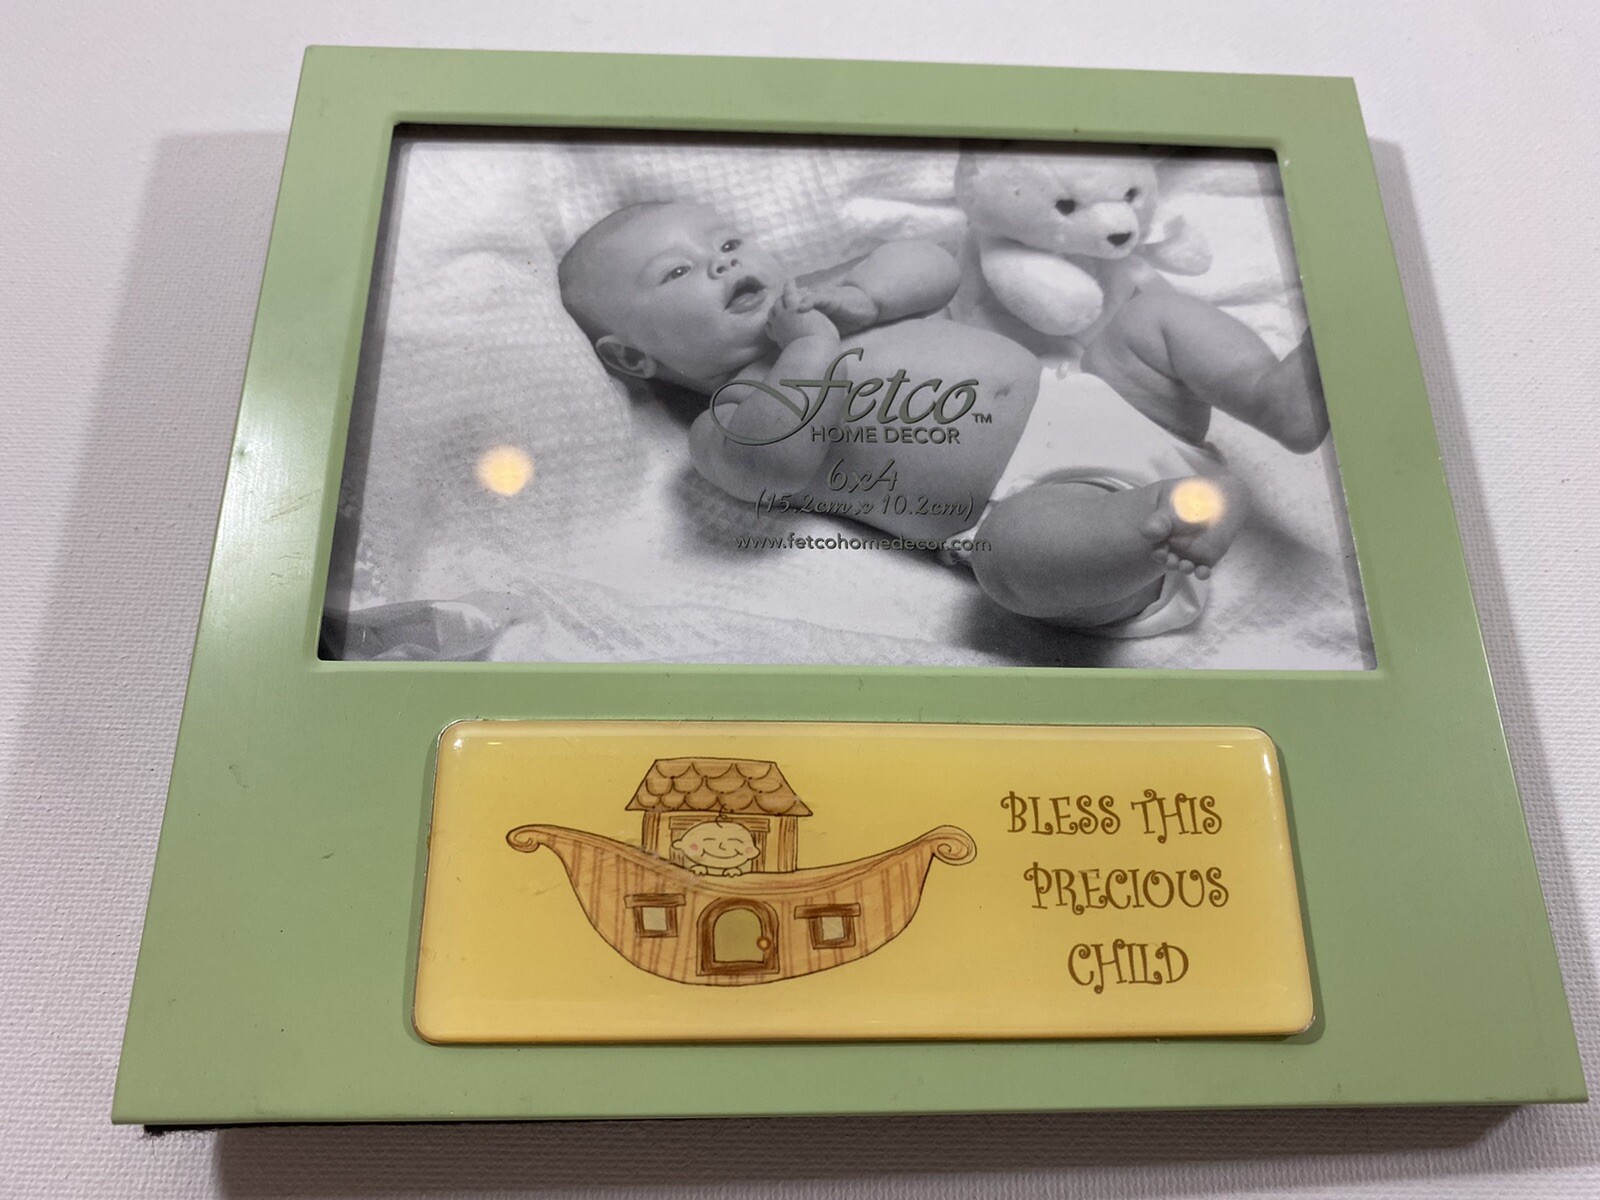 fetco™
HOME DECOR
6x4
(15.2cm x 10.2cm)
www.fetcohomedecor.com
BLESS THIS
PRECIOUS
CHILD